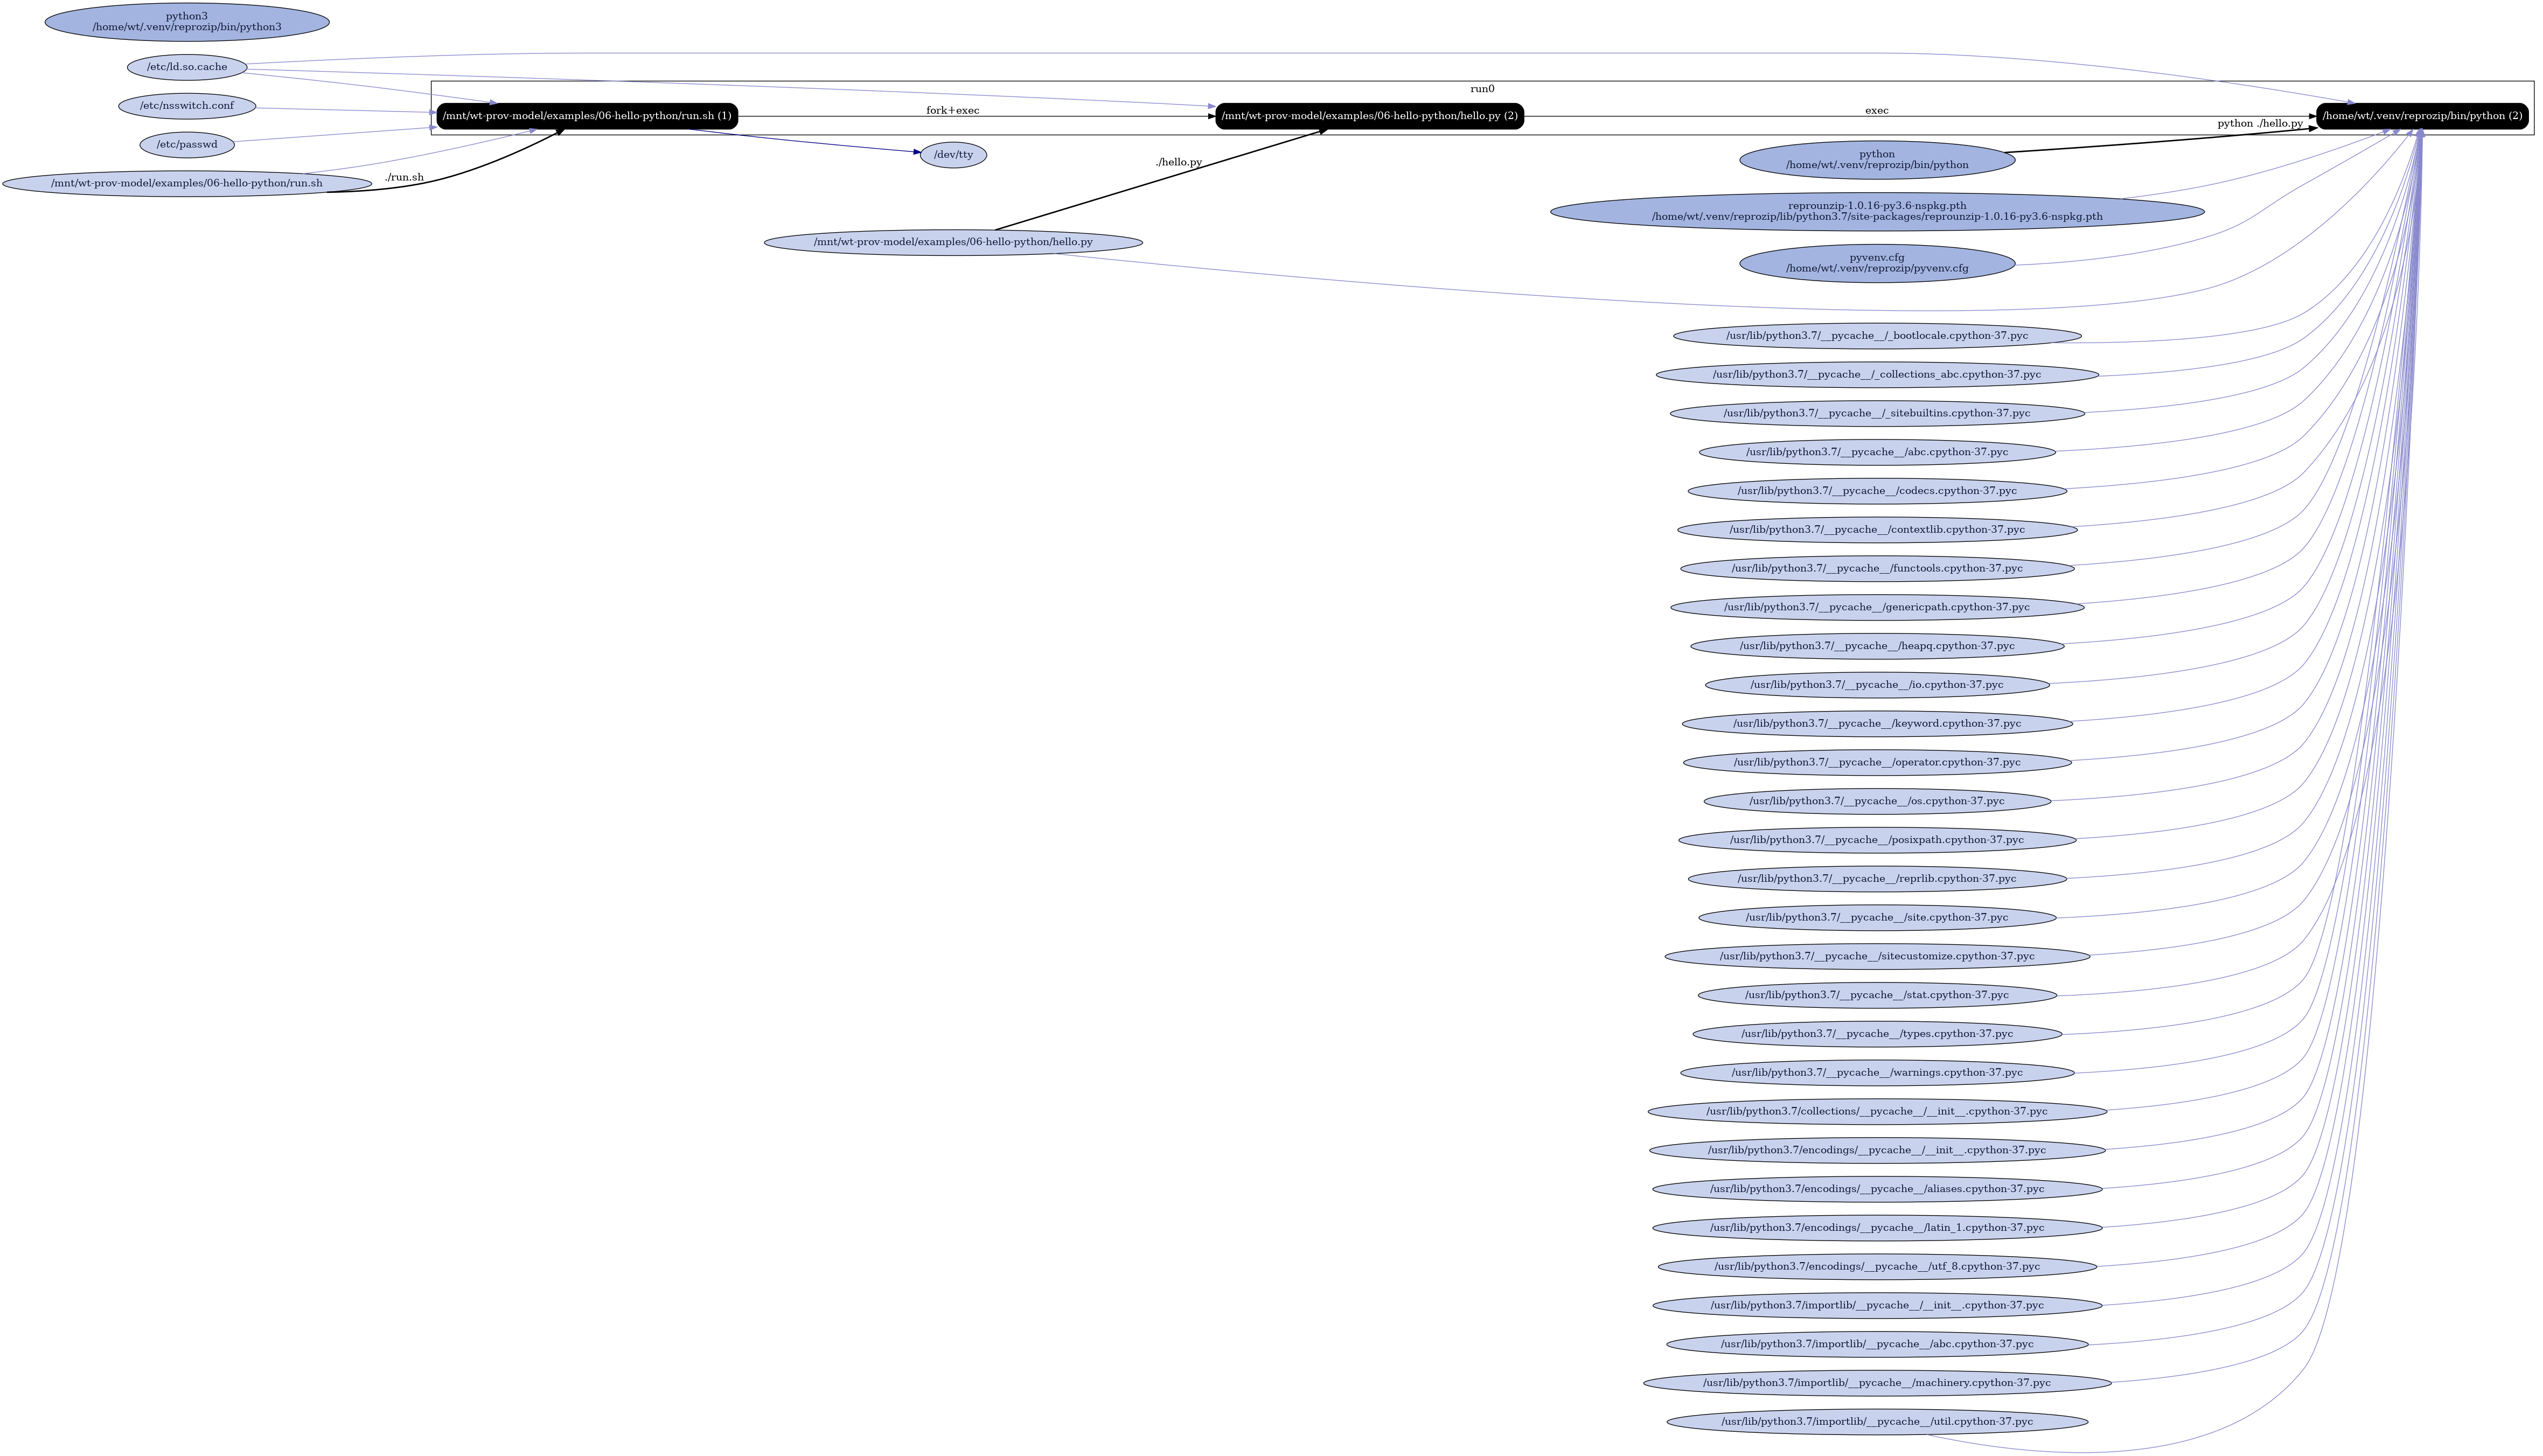 python3
/home/wt/.venv/reprozip/bin/python3
/etc/ld.so.cache
run0
/etc/nsswitch.conf
/mnt/wt-prov-model/examples/06-hello-python/run.sh (1)
fork+exec
/mnt/wt-prov-model/examples/06-hello-python/hello.py (2)
exec
/home/wt/.venv/reprozip/bin/python (2)
python ./hello.py
/etc/passwd
/dev/tty
./hello.py
python
/home/wt/.venv/reprozip/bin/python
/mnt/wt-prov-model/examples/06-hello-python/run.sh
./run.sh
reprounzip-1.0.16-py3.6-nspkg.pth
/home/wt/.venv/reprozip/lib/python3.7/site-packages/reprounzip-1.0.16-py3.6-nspkg.pth
/mnt/wt-prov-model/examples/06-hello-python/hello.py
pyvenv.cfg
/home/wt/.venv/reprozip/pyvenv.cfg
/usr/lib/python3.7/__pycache__/_bootlocale.cpython-37.pyc
/usr/lib/python3.7/__pycache__/_collections_abc.cpython-37.pyc
/usr/lib/python3.7/__pycache__/_sitebuiltins.cpython-37.pyc
/usr/lib/python3.7/__pycache__/abc.cpython-37.pyc
/usr/lib/python3.7/__pycache__/codecs.cpython-37.pyc
/usr/lib/python3.7/__pycache__/contextlib.cpython-37.pyc
/usr/lib/python3.7/__pycache__/functools.cpython-37.pyc
/usr/lib/python3.7/__pycache__/genericpath.cpython-37.pyc
/usr/lib/python3.7/__pycache__/heapq.cpython-37.pyc
/usr/lib/python3.7/__pycache__/io.cpython-37.pyc
/usr/lib/python3.7/__pycache__/keyword.cpython-37.pyc
/usr/lib/python3.7/__pycache__/operator.cpython-37.pyc
/usr/lib/python3.7/__pycache__/os.cpython-37.pyc
/usr/lib/python3.7/__pycache__/posixpath.cpython-37.pyc
/usr/lib/python3.7/__pycache__/reprlib.cpython-37.pyc
/usr/lib/python3.7/__pycache__/site.cpython-37.pyc
/usr/lib/python3.7/__pycache__/sitecustomize.cpython-37.pyc
/usr/lib/python3.7/__pycache__/stat.cpython-37.pyc
/usr/lib/python3.7/__pycache__/types.cpython-37.pyc
/usr/lib/python3.7/__pycache__/warnings.cpython-37.pyc
/usr/lib/python3.7/collections/__pycache__/__init__.cpython-37.pyc
/usr/lib/python3.7/encodings/__pycache__/__init__.cpython-37.pyc
/usr/lib/python3.7/encodings/__pycache__/aliases.cpython-37.pyc
/usr/lib/python3.7/encodings/__pycache__/latin_1.cpython-37.pyc
/usr/lib/python3.7/encodings/__pycache__/utf_8.cpython-37.pyc
/usr/lib/python3.7/importlib/__pycache__/__init__.cpython-37.pyc
/usr/lib/python3.7/importlib/__pycache__/abc.cpython-37.pyc
/usr/lib/python3.7/importlib/__pycache__/machinery.cpython-37.pyc
/usr/lib/python3.7/importlib/__pycache__/util.cpython-37.pyc